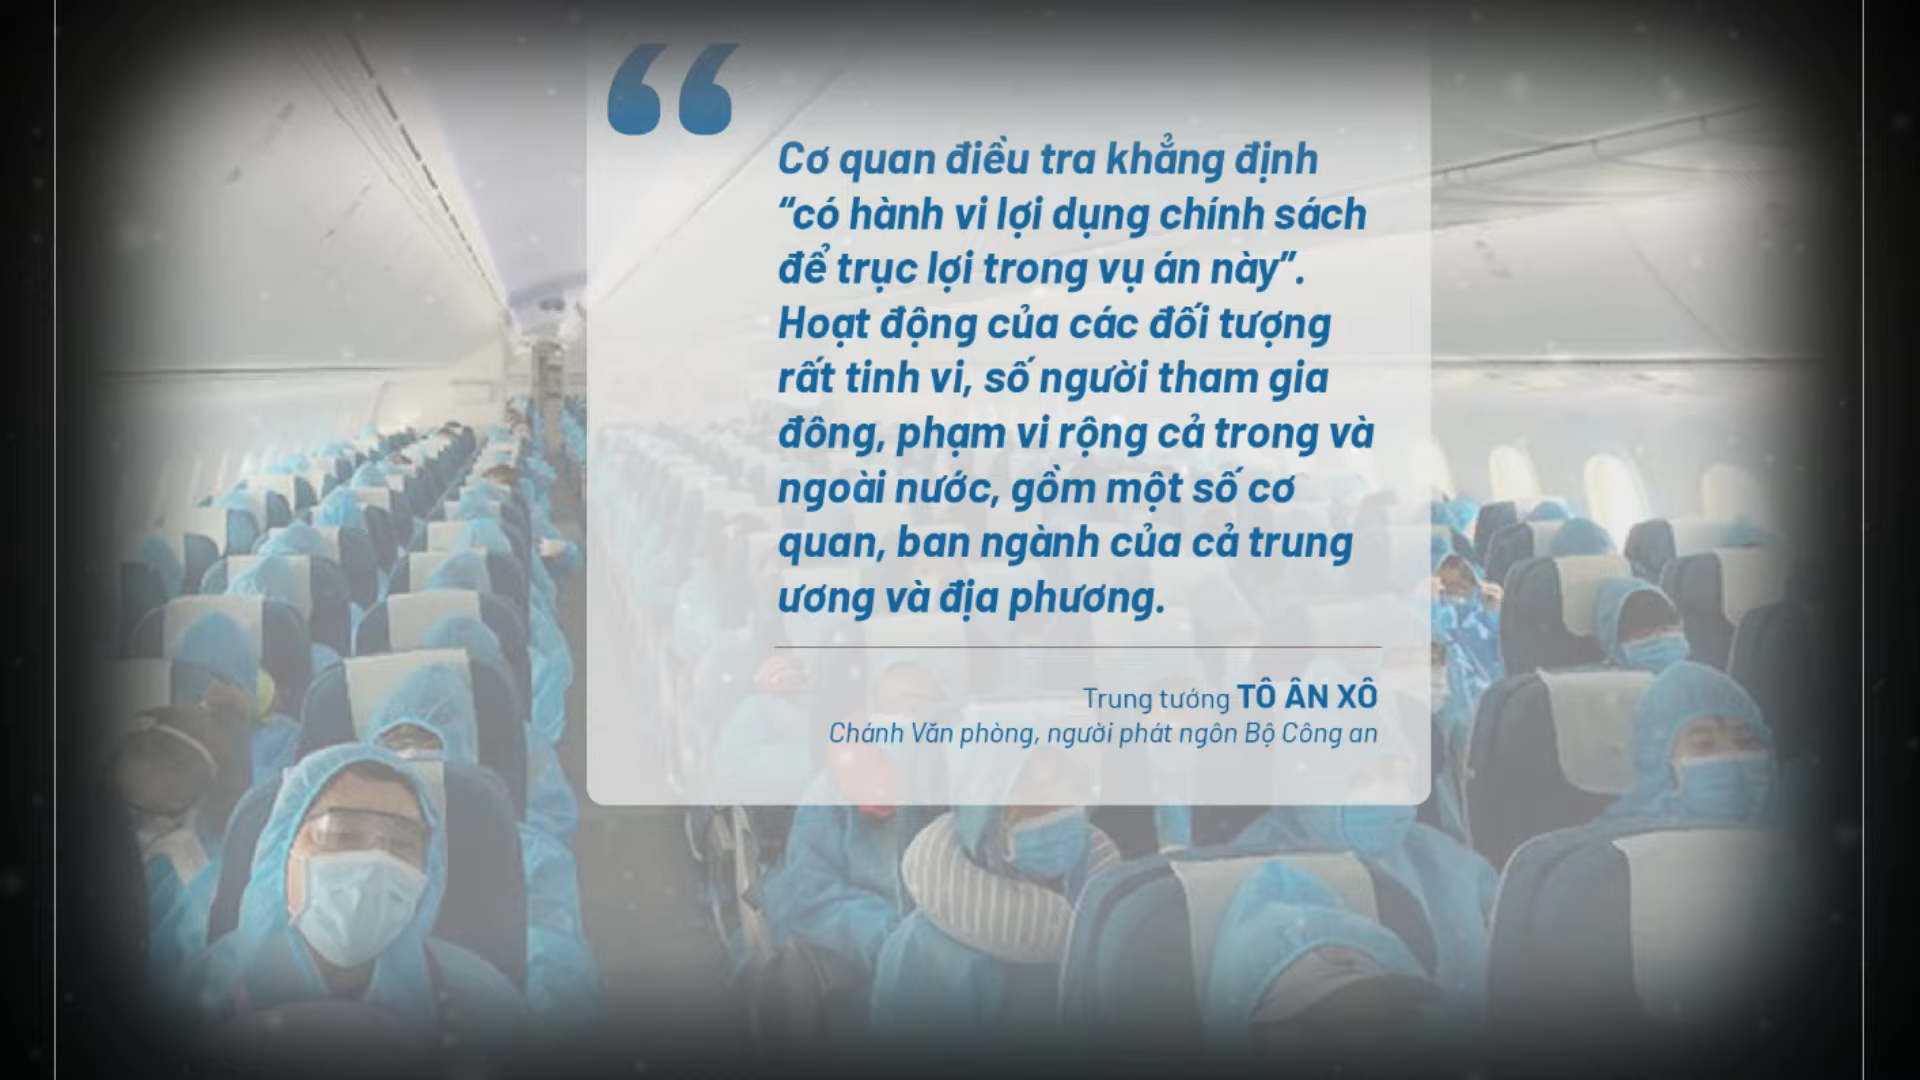 “
Cơ quan điều tra khẳng định
“có hành vi lợi dụng chính sách
để trục lợi trong vụ án này”.
Hoạt động của các đối tượng
rất tinh vi, số người tham gia
đông, phạm vi rộng cả trong và
ngoài nước, gồm một số cơ
quan, ban ngành của cả trung
ương và địa phương.
Trung tướng TÔ ÂN XÔ
Chánh Văn phòng, người phát ngôn Bộ Công an